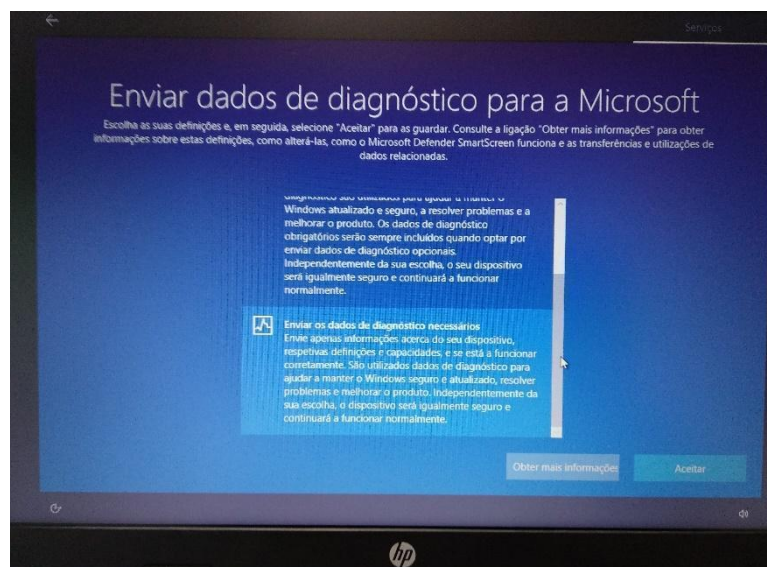 Serviços
Enviar dados de diagnóstico para a Microsoft
Escolha as suas definições e, em seguida, selecione "Aceitar" para as guardar. Consulte a ligação "Obter mais informações" para obter
informações sobre estas definições, como alterá-las, como o Microsoft Defender SmartScreen funciona e as transferências e utilizações de
dados relacionadas.
diagnóstico são utilizados para ajudar a manter o
Windows atualizado e seguro, a resolver problemas e a
melhorar o produto. Os dados de diagnóstico
obrigatórios serão sempre incluídos quando optar por
enviar dados de diagnóstico opcionais.
Independentemente da sua escolha, o seu dispositivo
será igualmente seguro e continuará a funcionar
normalmente.
Enviar os dados de diagnóstico necessários
Envie apenas informações acerca do seu dispositivo,
respetivas definições e capacidades, e se está a funcionar
corretamente. São utilizados dados de diagnóstico para
ajudar a manter o Windows seguro e atualizado, resolver
problemas e melhorar o produto. Independentemente da
sua escolha, o dispositivo será igualmente seguro e
continuará a funcionar normalmente.
Obter mais informações
Aceitar
hp